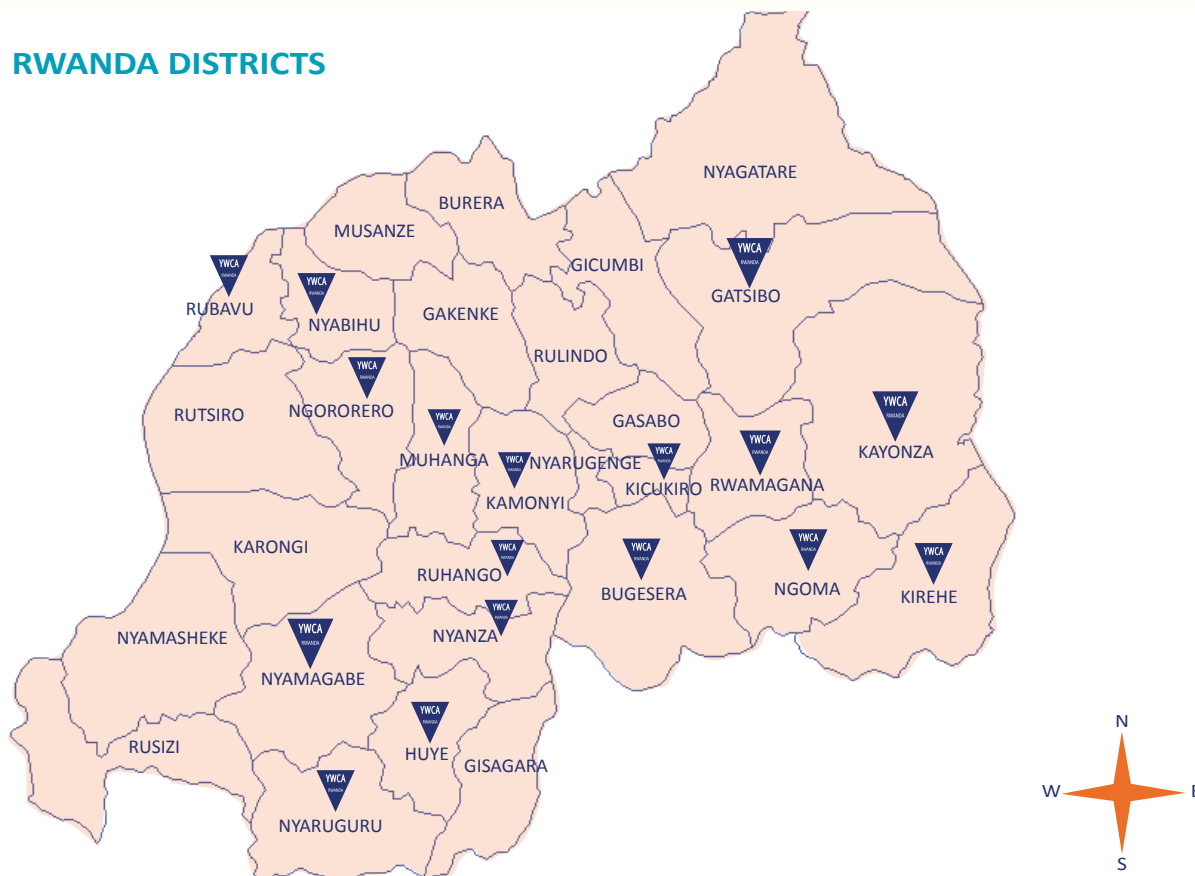 RWANDA DISTRICTS
NYAGATARE
BURERA
MUSANZE
YWCA
RWANDA
GICUMBI
YWCA
RWANDA
YWCA
RWANDA
GATSIBO
RUBAVU
GAKENKE
NYABIHU
RULINDO
YWCA
RWANDA
YWCA
RWANDA
RUTSIRO
NGORORERO
YWCA
RWANDA
GASABO
YWCA
RWANDA
KAYONZA
YWCA
RWANDA
MUHANGA
YWCA
RWANDA
NYARUGENGE
RWAMAGANA
KICUKIRO
KAMONYI
YWCA
RWANDA
YWCA
RWANDA
YWCA
RWANDA
YWCA
RWANDA
KARONGI
RUHANGO
NGOMA
BUGESERA
KIREHE
YWCA
RWANDA
YWCA
RWANDA
NYAMASHEKE
NYANZA
NYAMAGABE
YWCA
RWANDA
N
RUSIZI
HUYE
GISAGARA
YWCA
RWANDA
W
E
NYARUGURU
S